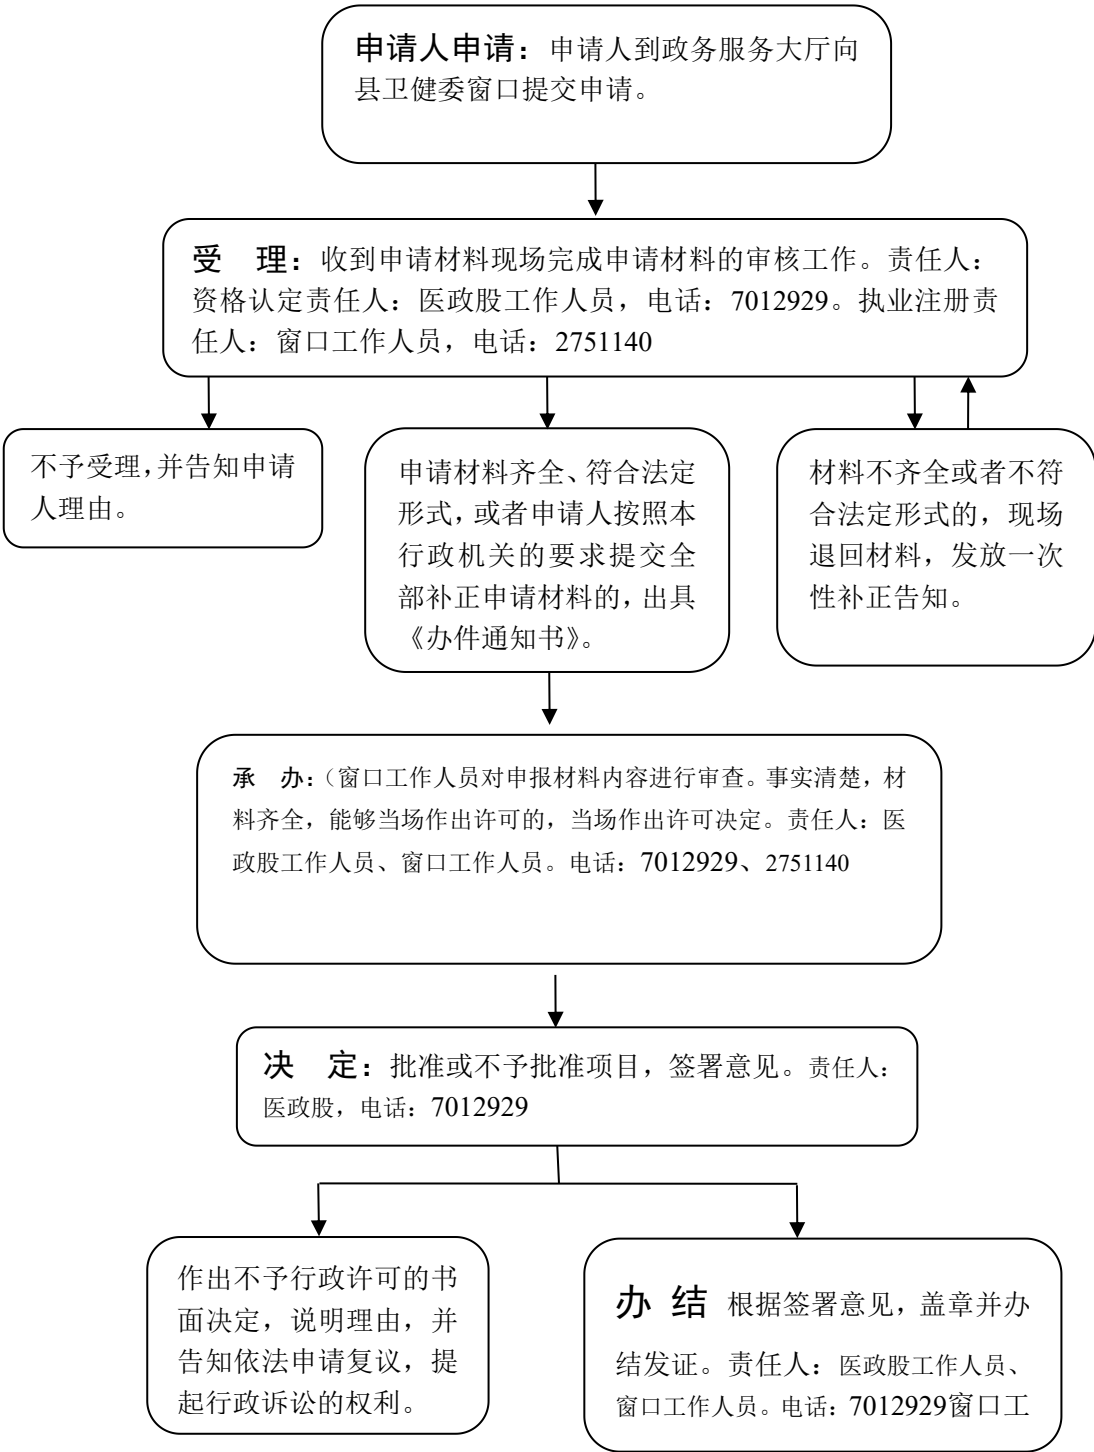 申请人申请：申请人到政务服务大厅向
县卫健委窗口提交申请。
受 理：收到申请材料现场完成申请材料的审核工作。责任人：
资格认定责任人：医政股工作人员，电话：7012929。执业注册责
任人：窗口工作人员，电话：2751140
不予受理，并告知申请
人理由。
申请材料齐全、符合法定
形式，或者申请人按照本
行政机关的要求提交全
部补正申请材料的，出具
《办件通知书》。
材料不齐全或者不符
合法定形式的，现场
退回材料，发放一次
性补正告知。
承 办：（窗口工作人员对申报材料内容进行审查。事实清楚，材
料齐全，能够当场作出许可的，当场作出许可决定。责任人：医
政股工作人员、窗口工作人员。电话：7012929、2751140
决 定：批准或不予批准项目，签署意见。责任人：
医政股，电话：7012929
作出不予行政许可的书
面决定，说明理由，并
告知依法申请复议，提
起行政诉讼的权利。
办 结 根据签署意见，盖章并办
结发证。责任人：医政股工作人员、
窗口工作人员。电话：7012929窗口工